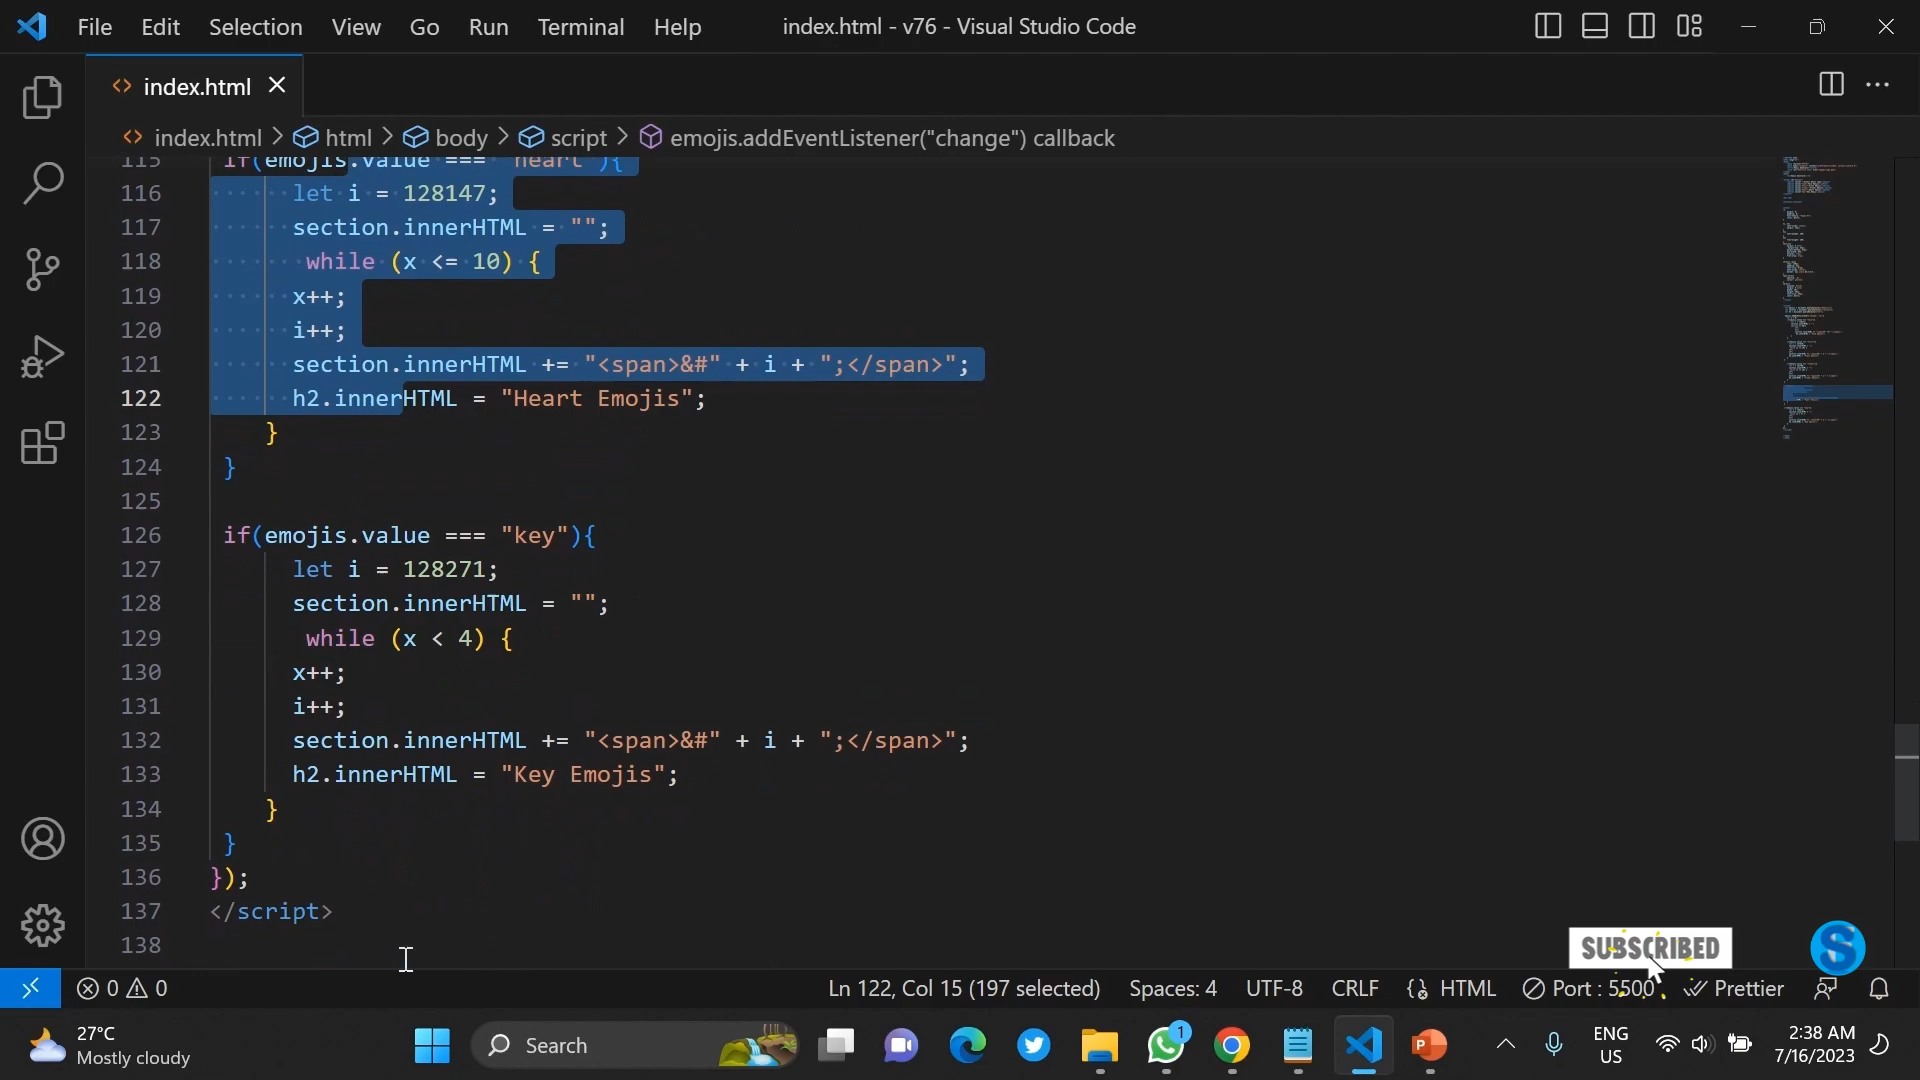 File Edit Selection View Go Run Terminal Help index.html - v76 - Visual Studio Code
index.html
index.html > html > body > script > emojis.addEventListener("change") callback
115 if(emojis.value === "heart"){
116 let i = 128147;
117 section.innerHTML = "";
118 while (x <= 10) {
119 x++;
120 i++;
121 section.innerHTML += "<span>&#" + i + ";</span>";
122 h2.innerHTML = "Heart Emojis";
123 }
124 }
125
126 if(emojis.value === "key"){
127 let i = 128271;
128 section.innerHTML = "";
129 while (x < 4) {
130 x++;
131 i++;
132 section.innerHTML += "<span>&#" + i + ";</span>";
133 h2.innerHTML = "Key Emojis";
134 }
135 }
136 });
137 </script>
138
SUBSCRIBED
S
0 0 Ln 122, Col 15 (197 selected) Spaces: 4 UTF-8 CRLF {} HTML Port : 5500 Prettier
27°C
Mostly cloudy
Search
1
P
ENG
US
2:38 AM
7/16/2023